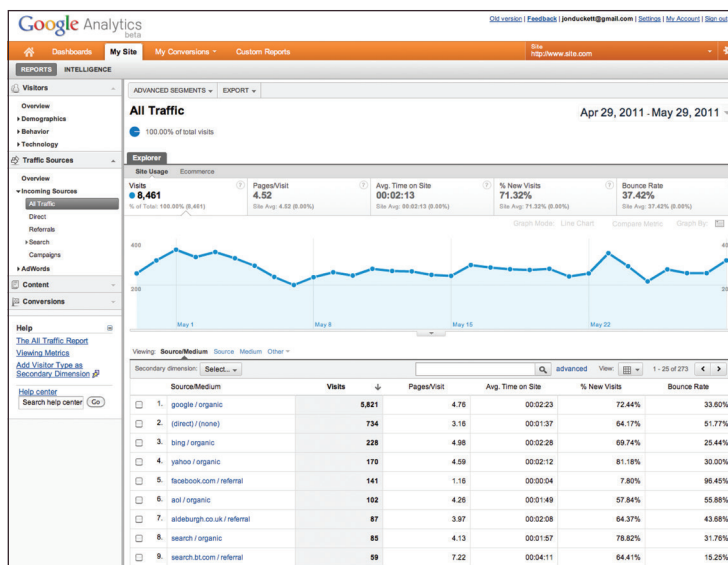 Google Analytics
beta
Old version | Feedback | jonduckett@gmail.com | Settings | My Account | Sign out
Dashboards My Site My Conversions Custom Reports Site
http://www.site.com
REPORTS INTELLIGENCE
Visitors
Overview
Demographics
Behavior
Technology
Traffic Sources
Overview
Incoming Sources
All Traffic
Direct
Referrals
Search
Campaigns
AdWords
Content
Conversions
Help
The All Traffic Report
Viewing Metrics
Add Visitor Type as
Secondary Dimension
Help center
Search help center Go
ADVANCED SEGMENTS EXPORT
All Traffic Apr 29, 2011 - May 29, 2011
100.00% of total visits
Explorer
Site Usage Ecommerce
Visits ? Pages/Visit ? Avg. Time on Site ? % New Visits ? Bounce Rate ?
8,461 4.52 00:02:13 71.32% 37.42%
% of Total: 100.00% (8,461) Site Avg: 4.52 (0.00%) Site Avg: 00:02:13 (0.00%) Site Avg: 71.32% (0.00%) Site Avg: 37.42% (0.00%)
Graph Mode: Line Chart Compare Metric Graph By:
400 40
200 20
May 1 May 8 May 15 May 22
Viewing: Source/Medium Source Medium Other
Secondary dimension: Select... advanced View: 1 - 25 of 273
Source/Medium Visits Pages/Visit Avg. Time on Site % New Visits Bounce Rate
1. google / organic 5,821 4.76 00:02:23 72.44% 33.60%
2. (direct) / (none) 734 3.16 00:01:37 64.17% 51.77%
3. bing / organic 228 4.98 00:02:28 69.74% 25.44%
4. yahoo / organic 170 4.59 00:02:12 81.18% 30.00%
5. facebook.com / referral 141 1.16 00:00:04 7.80% 96.45%
6. aol / organic 102 4.26 00:01:49 57.84% 55.88%
7. aldeburgh.co.uk / referral 87 3.97 00:02:08 64.37% 43.68%
8. search / organic 85 4.13 00:01:57 78.82% 31.76%
9. search.bt.com / referral 59 7.22 00:04:11 64.41% 15.25%